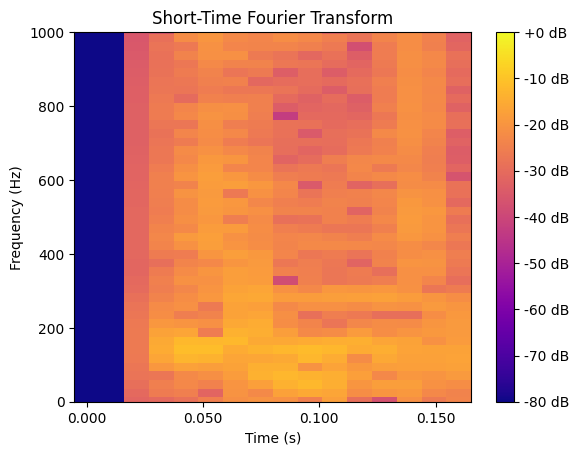 Short-Time Fourier Transform
1000
800
600
400
200
0
Frequency (Hz)
0.000
0.050
0.100
0.150
Time (s)
+0 dB
-10 dB
-20 dB
-30 dB
-40 dB
-50 dB
-60 dB
-70 dB
-80 dB